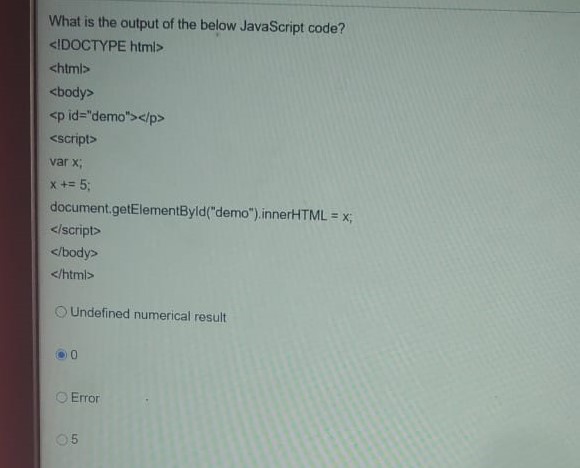 What is the output of the below JavaScript code?
<!DOCTYPE html>
<html>
<body>
<p id="demo"></p>
<script>
var x;
x += 5;
document.getElementById("demo").innerHTML = x;
</script>
</body>
</html>
Undefined numerical result
0
Error
5